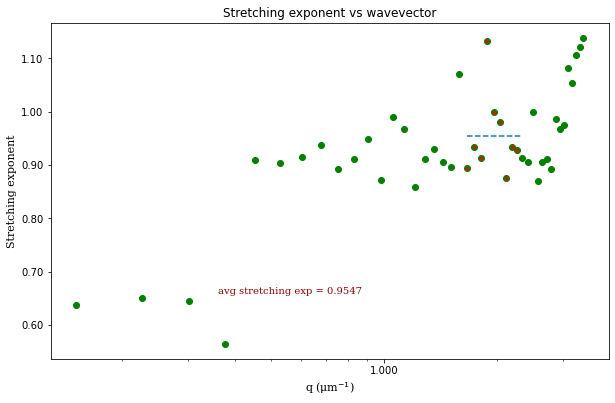 Stretching exponent vs wavevector
1.10
1.00
0.90
0.80
0.70
0.60
Stretching exponent
avg stretching exp = 0.9547
1.000
q (μm⁻¹)